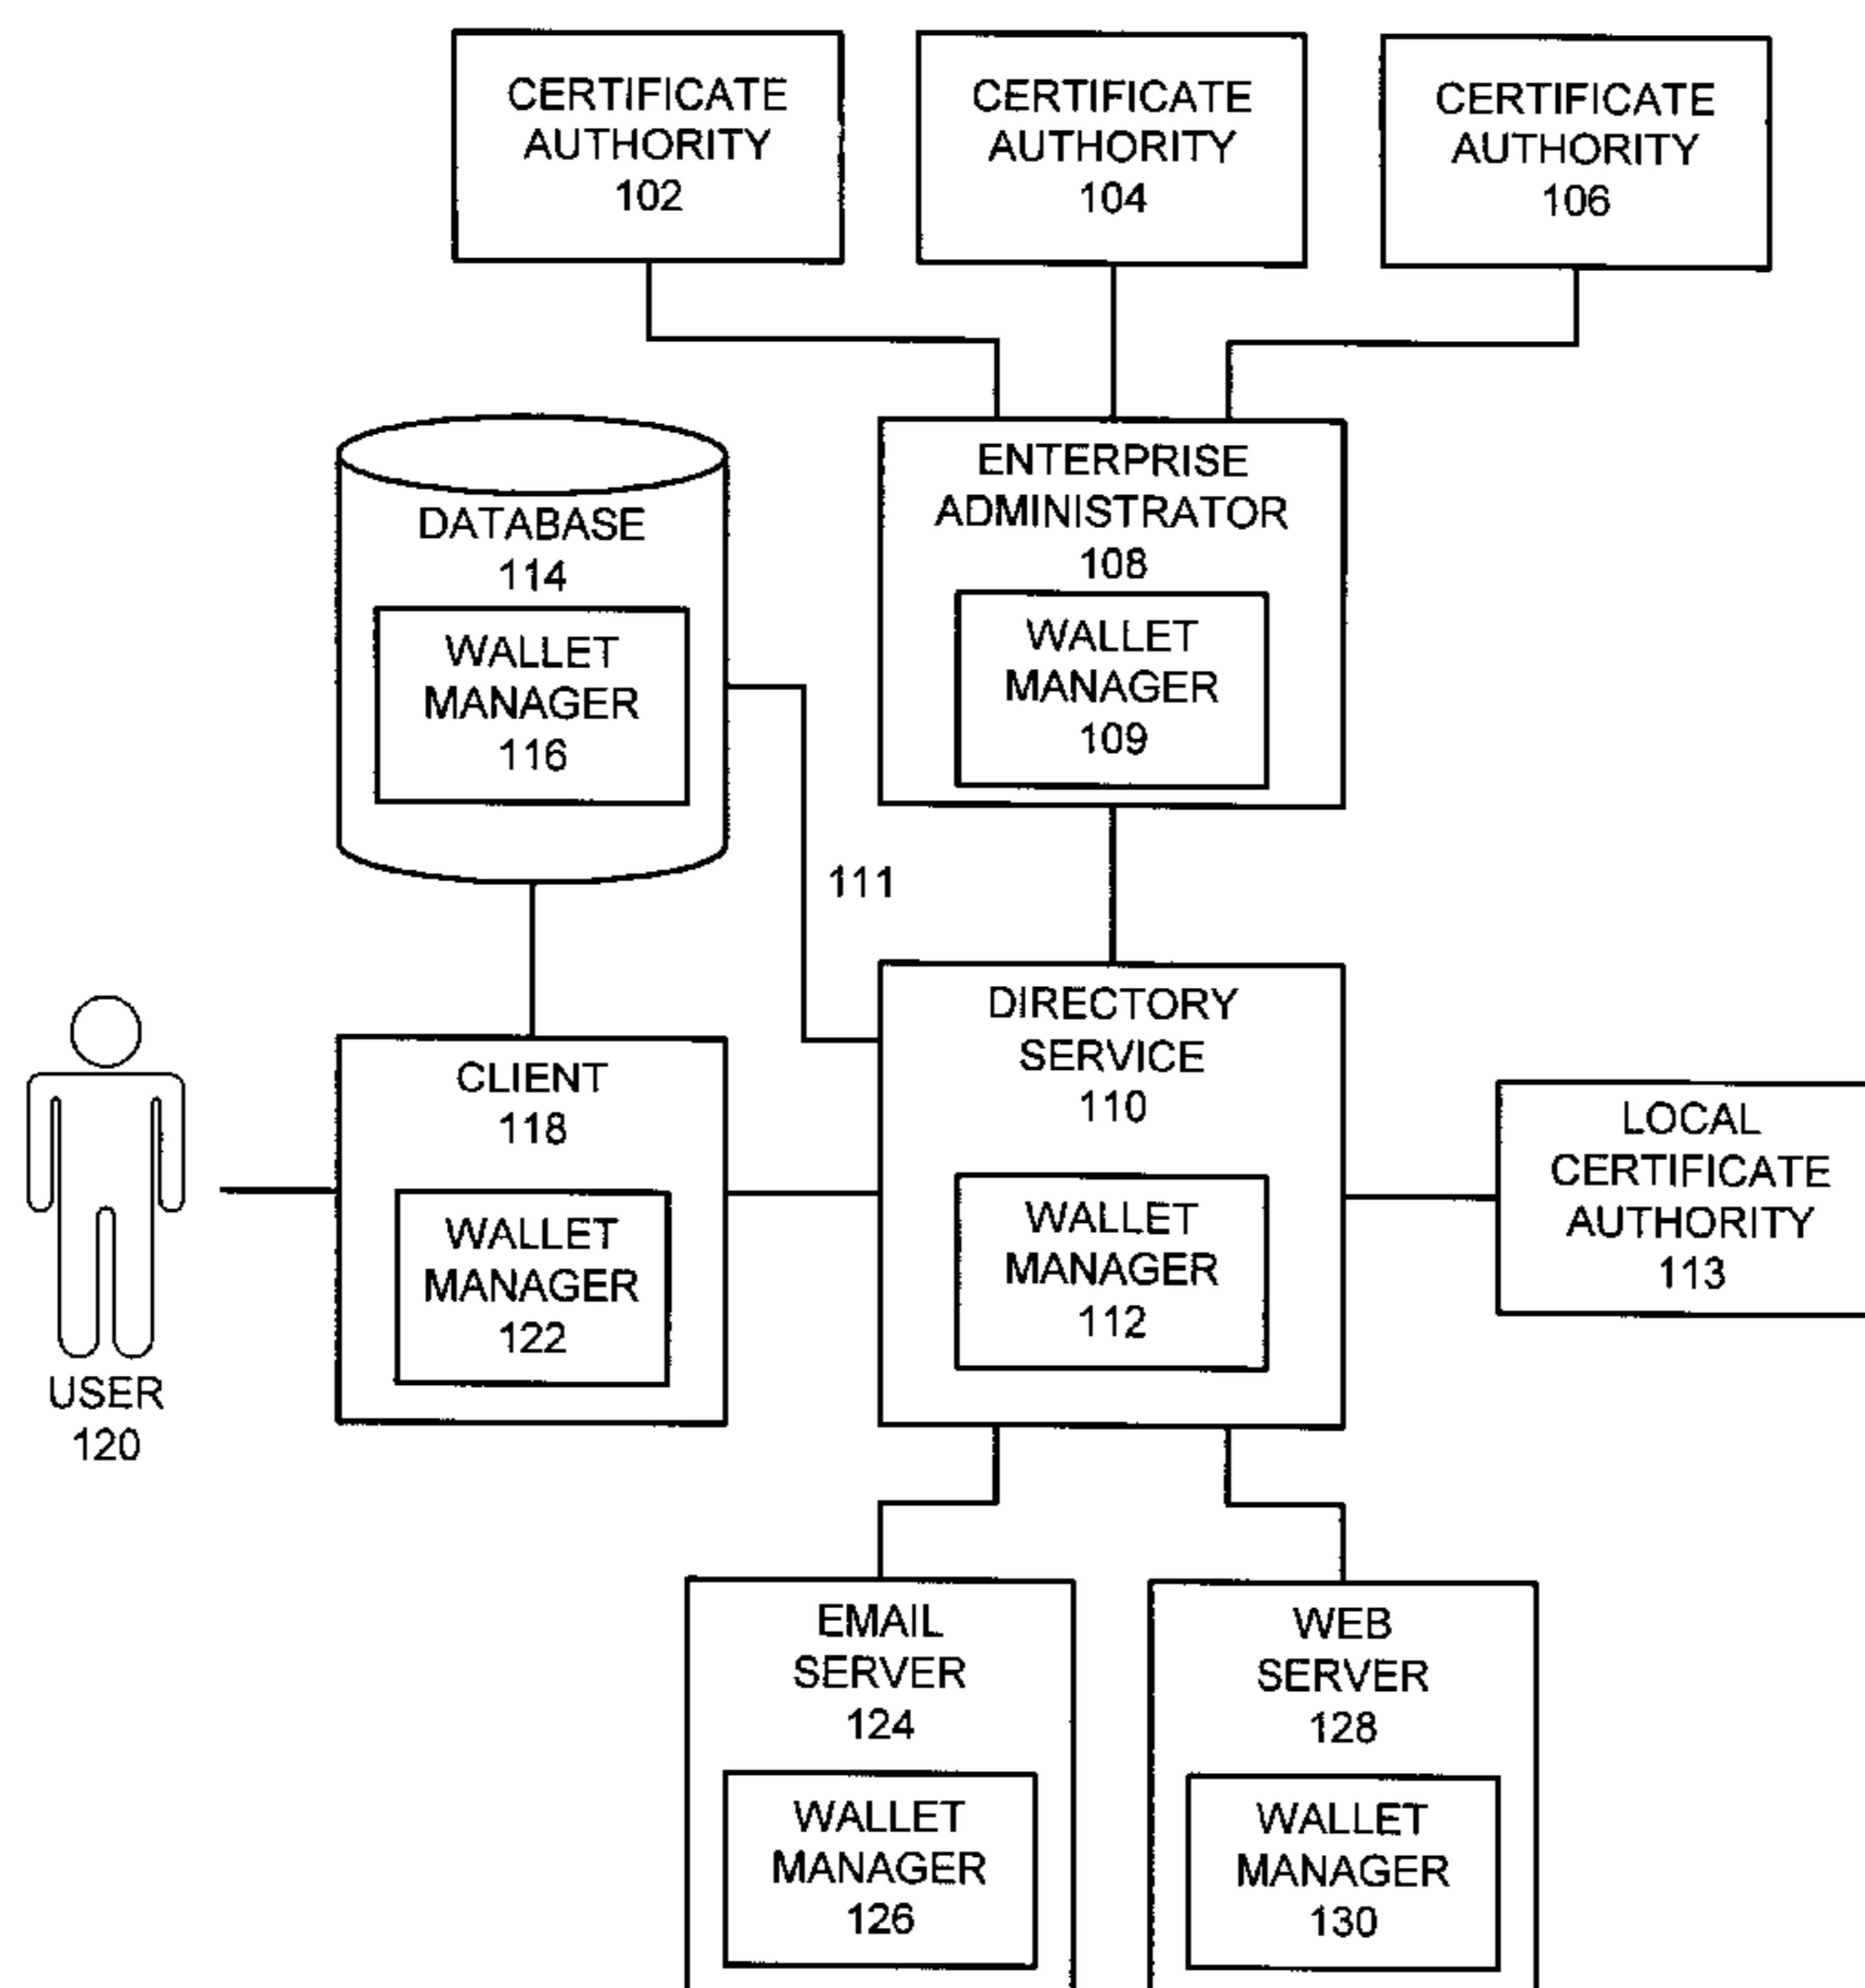 CERTIFICATE
AUTHORITY
102
CERTIFICATE
AUTHORITY
104
CERTIFICATE
AUTHORITY
106
DATABASE
114
WALLET
MANAGER
116
ENTERPRISE
ADMINISTRATOR
108
WALLET
MANAGER
109
111
USER
120
CLIENT
118
WALLET
MANAGER
122
DIRECTORY
SERVICE
110
WALLET
MANAGER
112
LOCAL
CERTIFICATE
AUTHORITY
113
EMAIL
SERVER
124
WALLET
MANAGER
126
WEB
SERVER
128
WALLET
MANAGER
130